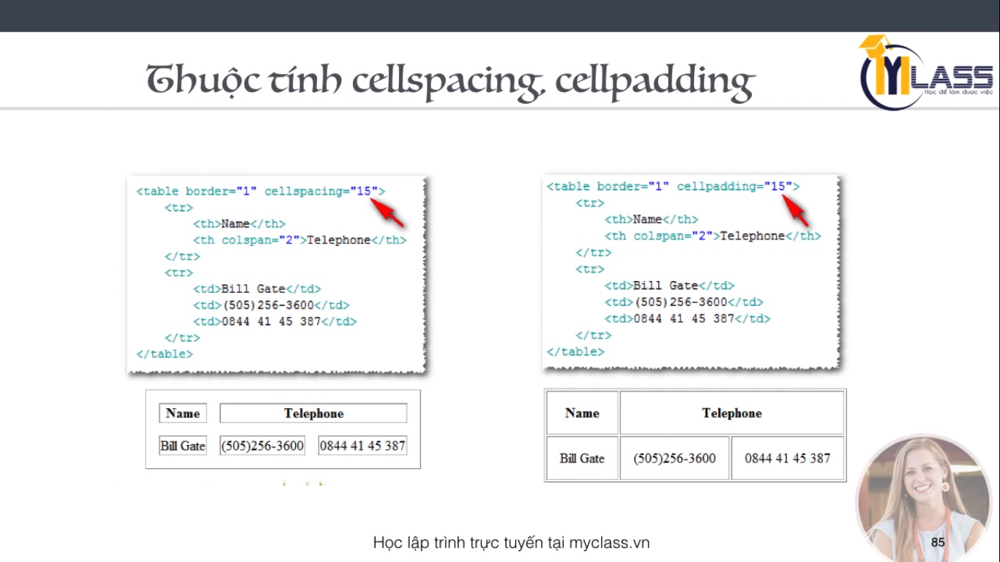 Thuộc tính cellspacing, cellpadding
MYCLASS
Học để làm được việc
<table border="1" cellspacing="15">
<tr>
<th>Name</th>
<th colspan="2">Telephone</th>
</tr>
<tr>
<td>Bill Gate</td>
<td>(505)256-3600</td>
<td>0844 41 45 387</td>
</tr>
</table>
Name Telephone
Bill Gate (505)256-3600 0844 41 45 387
<table border="1" cellpadding="15">
<tr>
<th>Name</th>
<th colspan="2">Telephone</th>
</tr>
<tr>
<td>Bill Gate</td>
<td>(505)256-3600</td>
<td>0844 41 45 387</td>
</tr>
</table>
Name Telephone
Bill Gate (505)256-3600 0844 41 45 387
Học lập trình trực tuyến tại myclass.vn
85